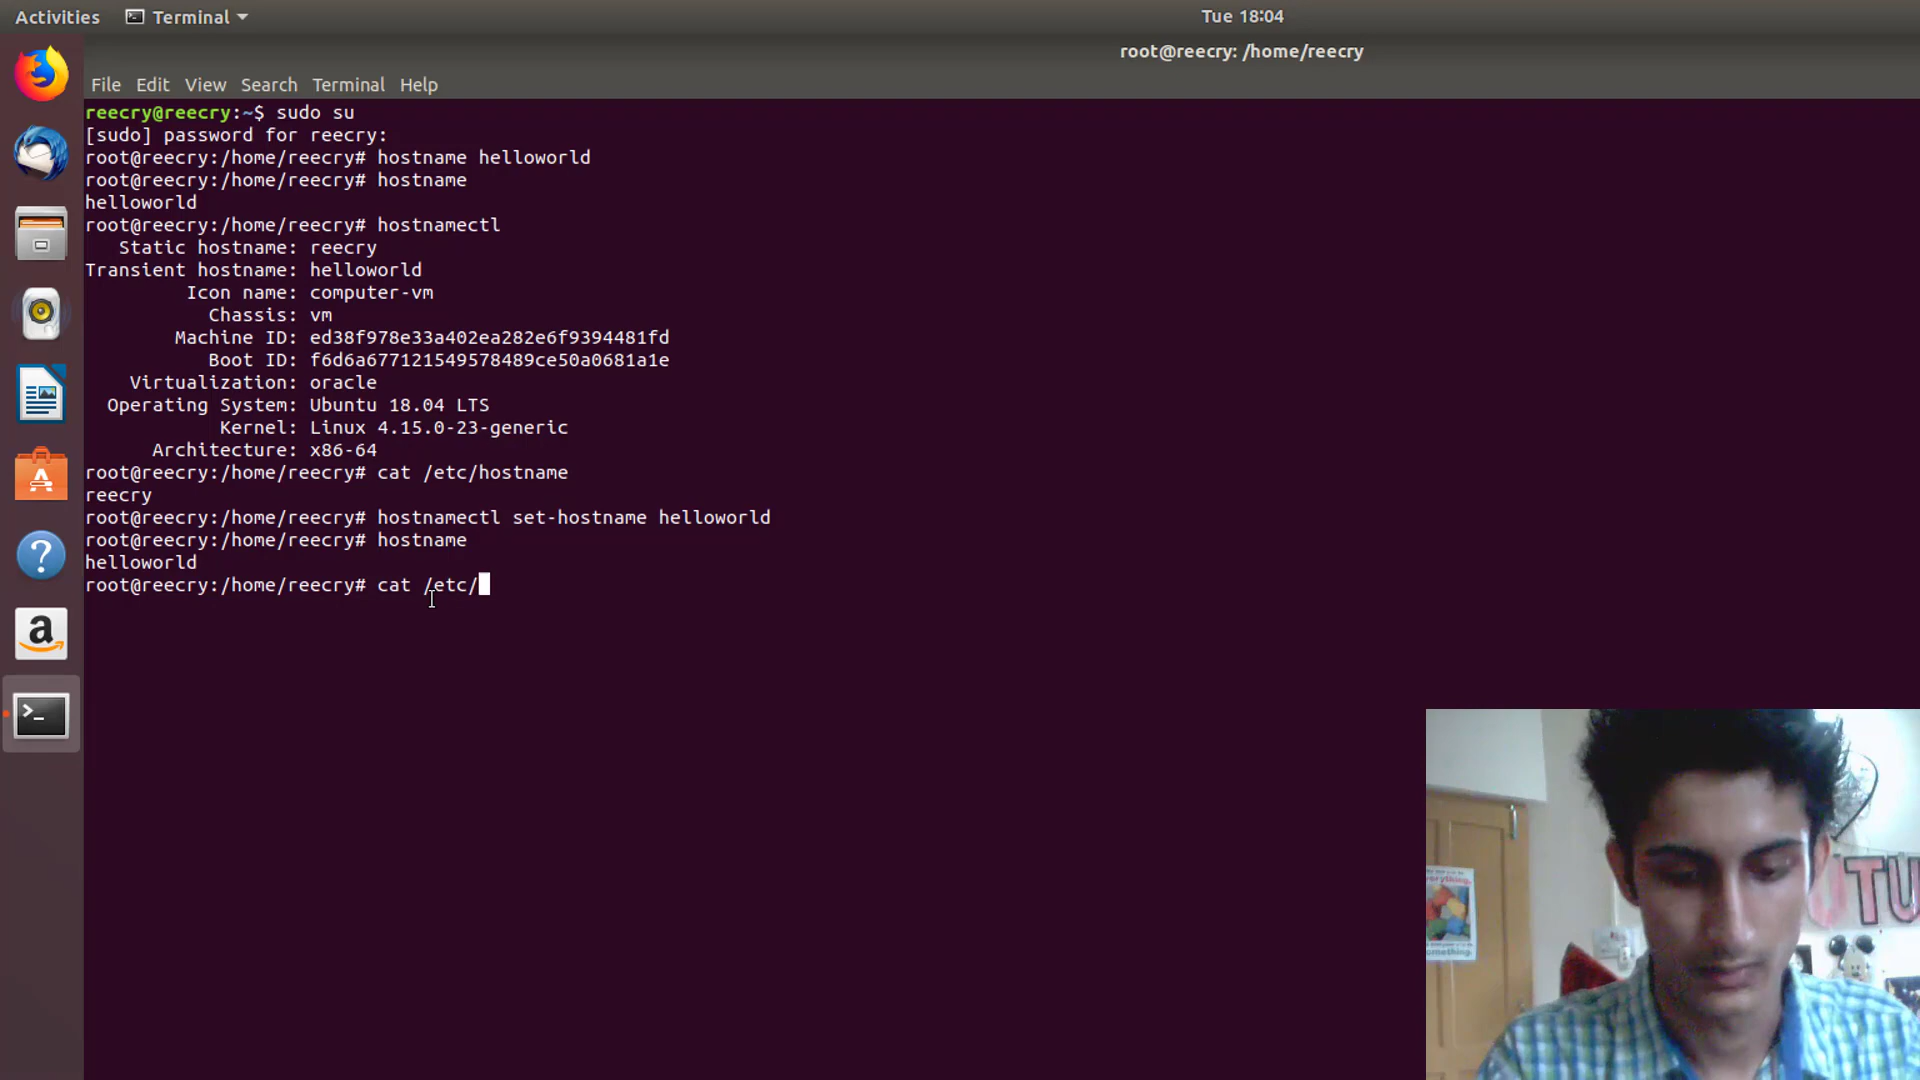 Activities Terminal Tue 18:04
root@reecry: /home/reecry
File Edit View Search Terminal Help
reecry@reecry:~$ sudo su
[sudo] password for reecry:
root@reecry:/home/reecry# hostname helloworld
root@reecry:/home/reecry# hostname
helloworld
root@reecry:/home/reecry# hostnamectl
Static hostname: reecry
Transient hostname: helloworld
Icon name: computer-vm
Chassis: vm
Machine ID: ed38f978e33a402ea282e6f9394481fd
Boot ID: f6d6a677121549578489ce50a0681a1e
Virtualization: oracle
Operating System: Ubuntu 18.04 LTS
Kernel: Linux 4.15.0-23-generic
Architecture: x86-64
root@reecry:/home/reecry# cat /etc/hostname
reecry
root@reecry:/home/reecry# hostnamectl set-hostname helloworld
root@reecry:/home/reecry# hostname
helloworld
root@reecry:/home/reecry# cat /etc/
everything.
something.
UTU